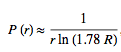 P (r) ≈ 1 / r ln (1.78 R)